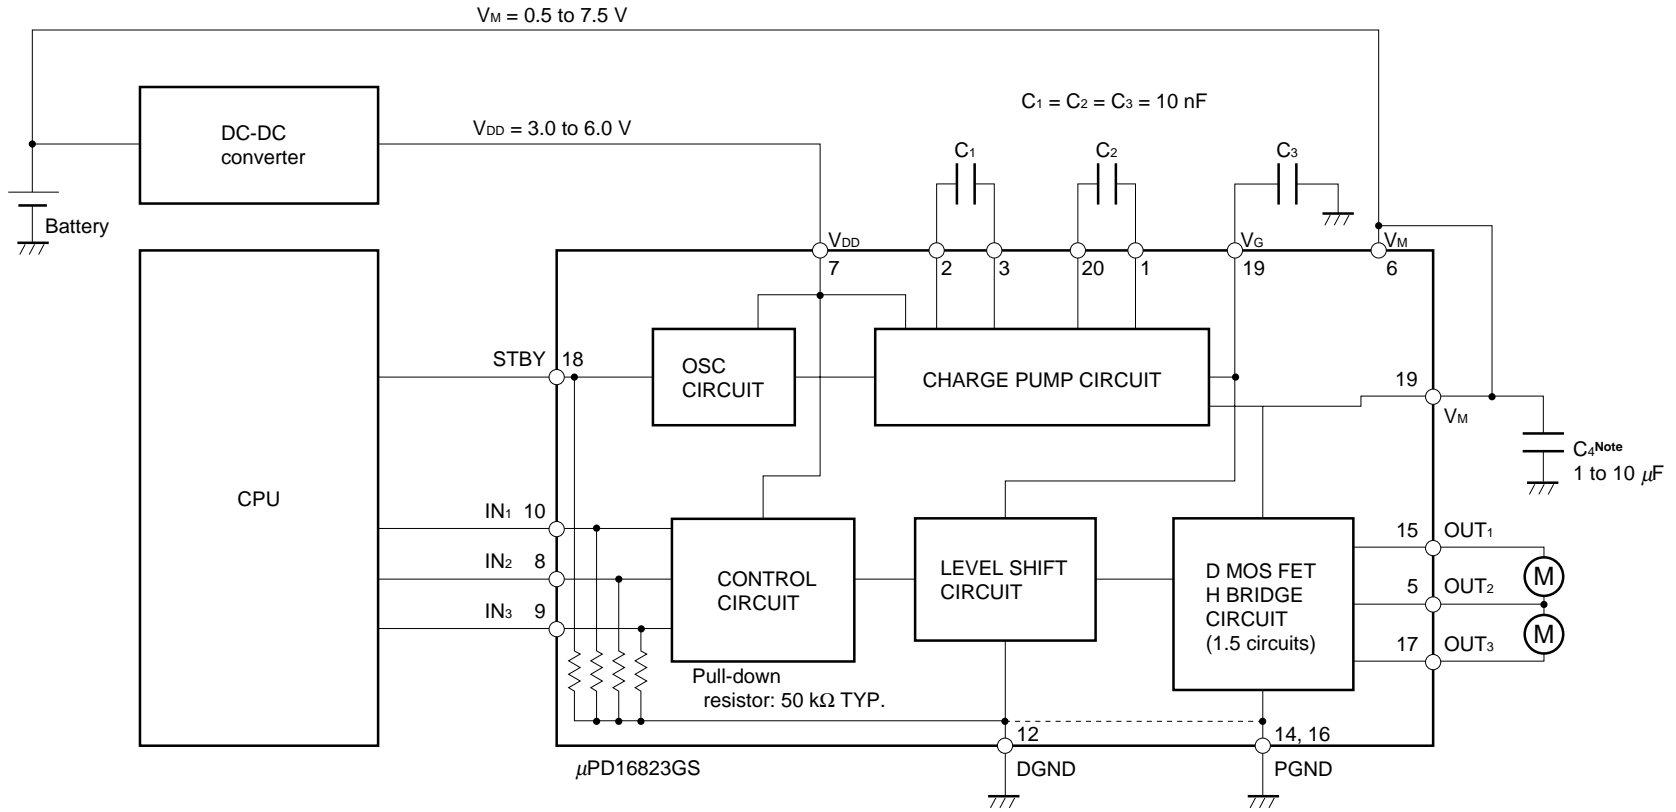 VM = 0.5 to 7.5 V
C1 = C2 = C3 = 10 nF
DC-DC
converter
VDD = 3.0 to 6.0 V
C1
C2
C3
Battery
VDD
VG
VM
7
2
3
20
1
19
6
STBY 18
OSC
CIRCUIT
CHARGE PUMP CIRCUIT
19
VM
C4Note
1 to 10 μF
CPU
IN1 10
IN2 8
IN3 9
CONTROL
CIRCUIT
LEVEL SHIFT
CIRCUIT
D MOS FET
H BRIDGE
CIRCUIT
(1.5 circuits)
15 OUT1
M
5 OUT2
M
17 OUT3
Pull-down
resistor: 50 kΩ TYP.
12
14, 16
μPD16823GS
DGND
PGND